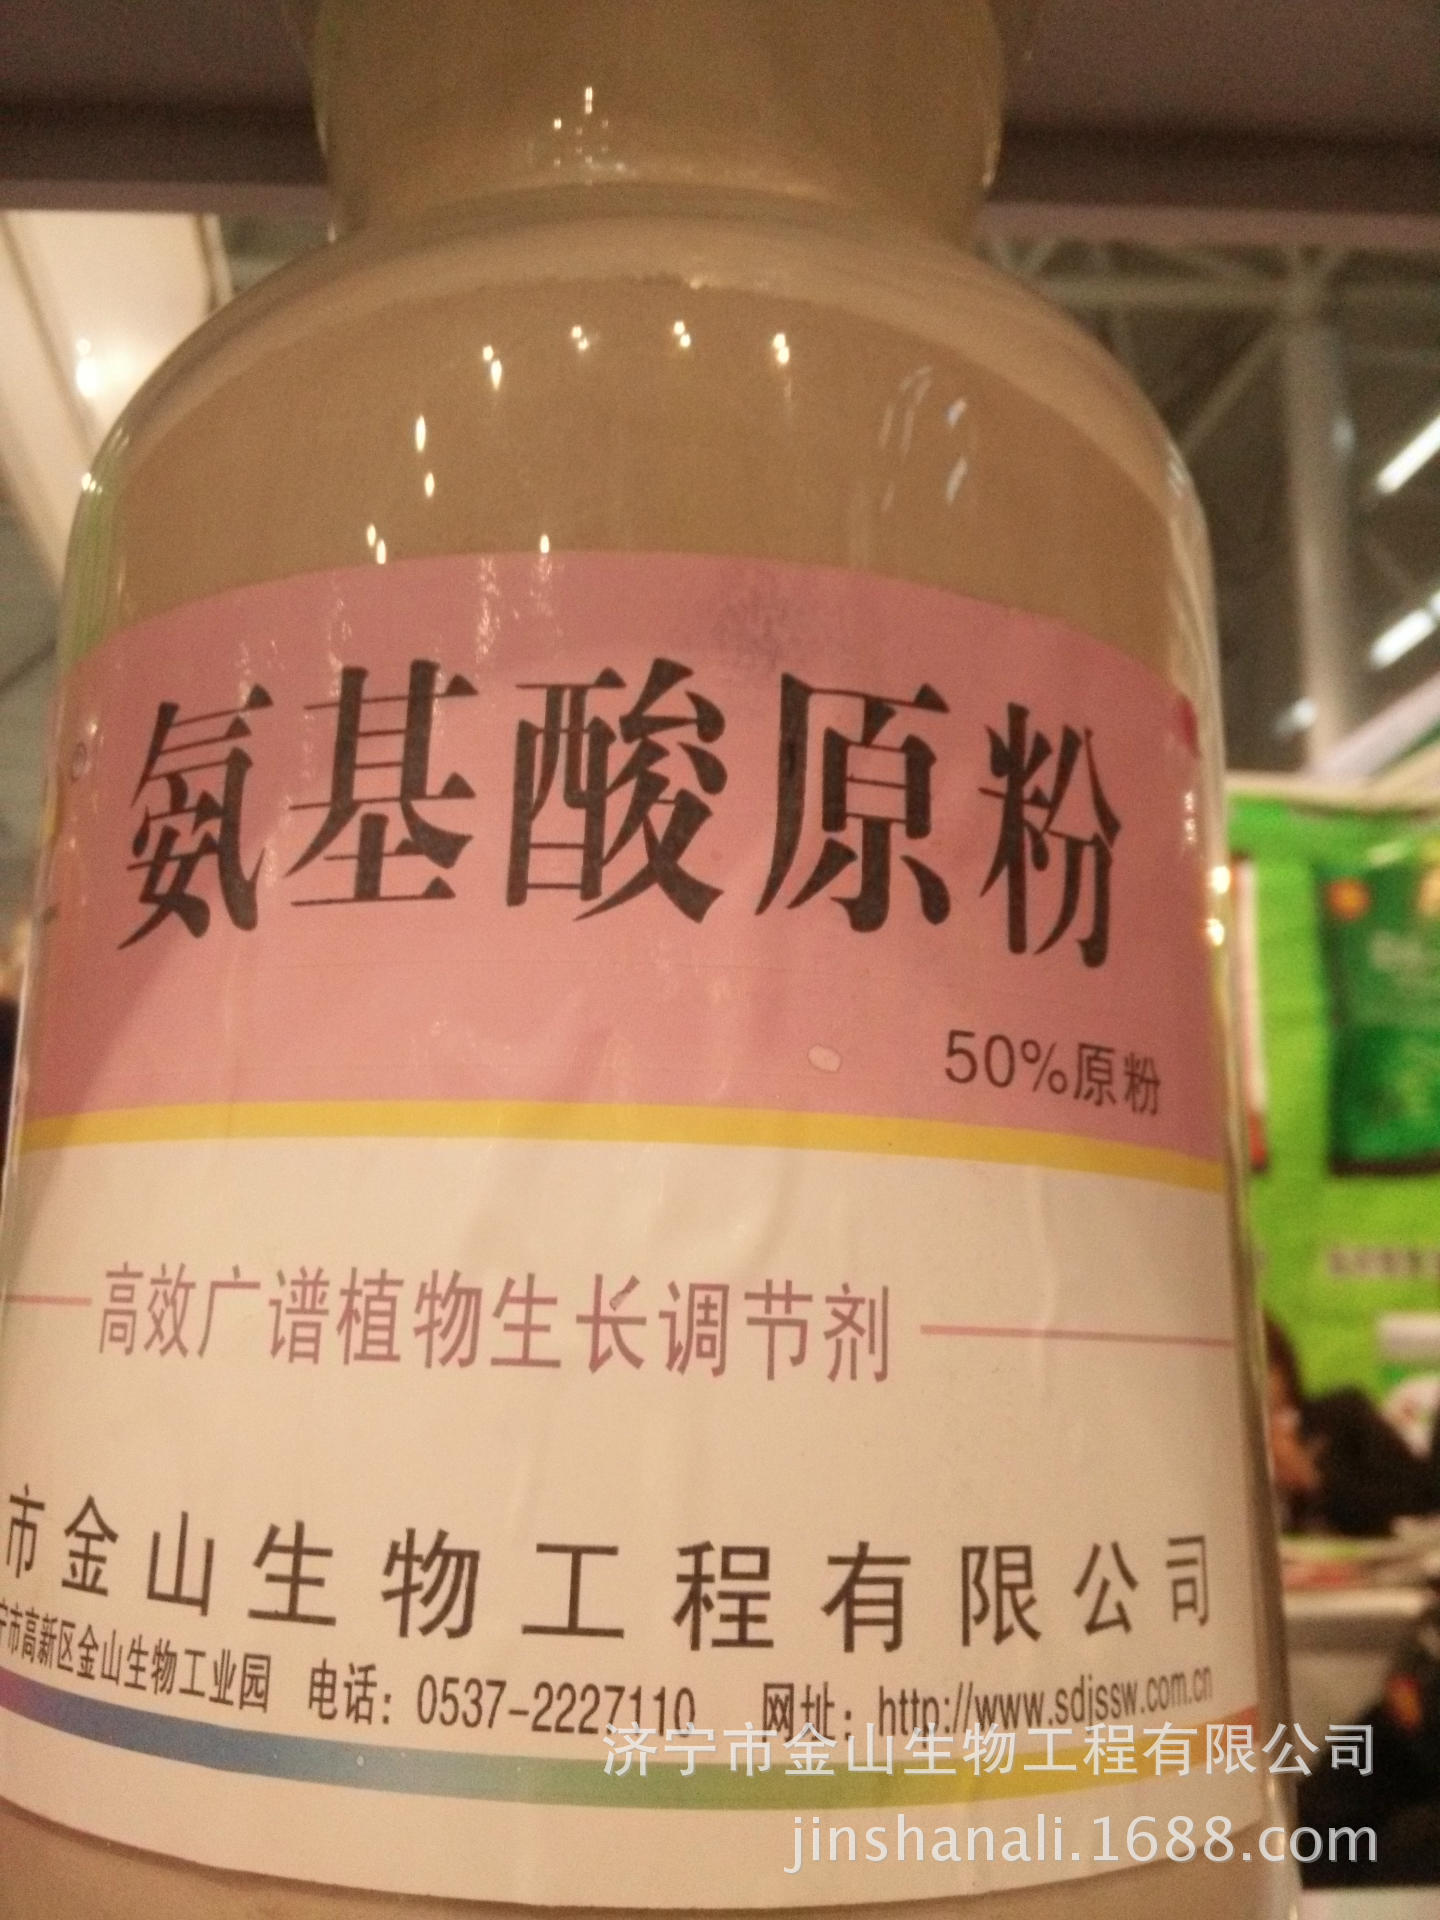 氨基酸原粉
50%原粉
高效广谱植物生长调节剂
市金山生物工程有限公司
宁市高新区金山生物工业园 电话：0537-2227110 网址：http://www.sdjssw.com.cn
济宁市金山生物工程有限公司
jinshanali.1688.com